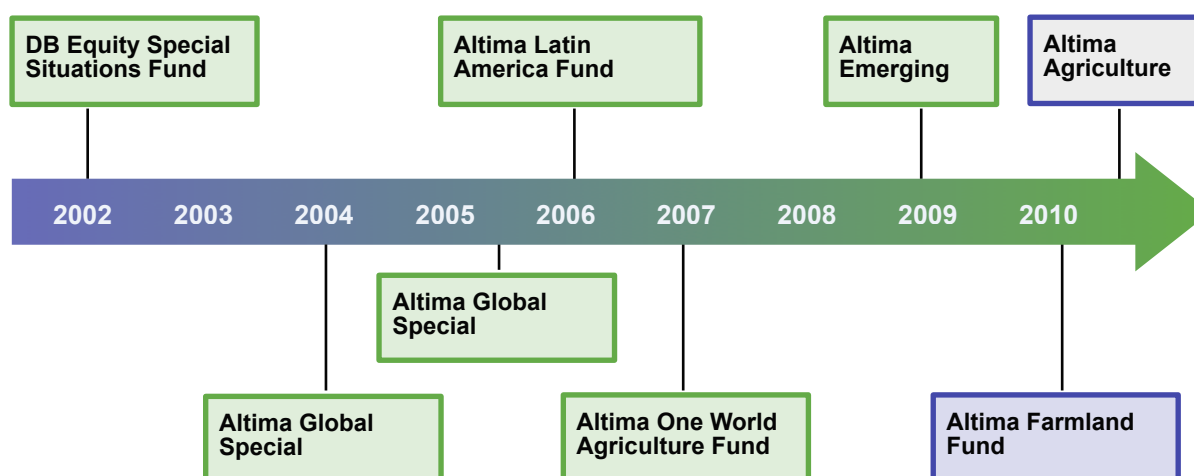 DB Equity Special
Situations Fund
Altima Latin
America Fund
Altima
Emerging
Altima
Agriculture
2002 2003 2004 2005 2006 2007 2008 2009 2010
Altima Global
Special
Altima Global
Special
Altima One World
Agriculture Fund
Altima Farmland
Fund